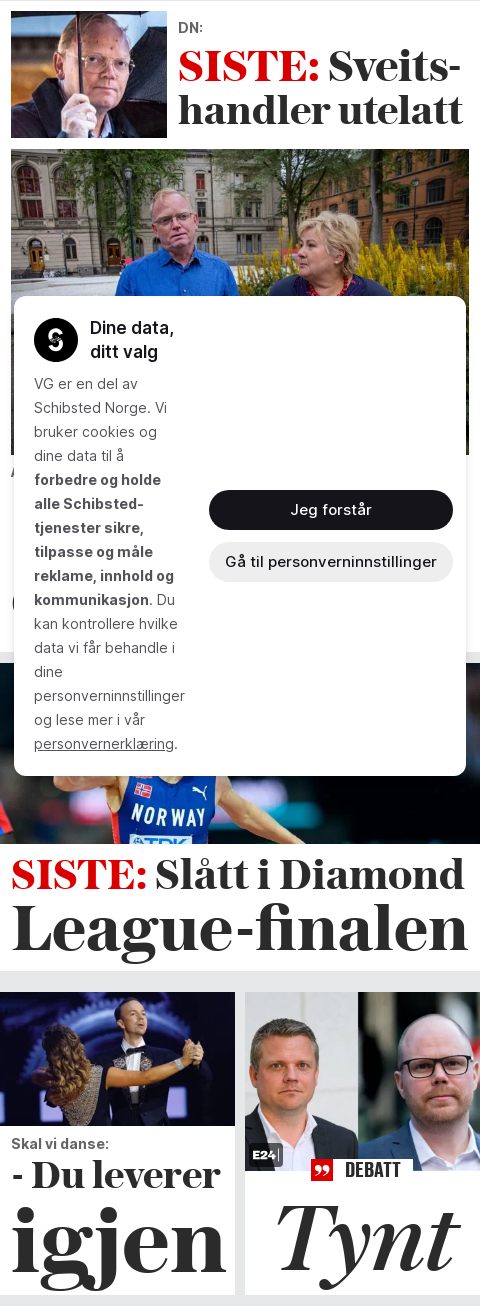 DN:
SISTE: Sveits-
handler utelatt
Dine data,
ditt valg
VG er en del av
Schibsted Norge. Vi
bruker cookies og
dine data til å
forbedre og holde
alle Schibsted-
tjenester sikre,
tilpasse og måle
reklame, innhold og
kommunikasjon. Du
kan kontrollere hvilke
data vi får behandle i
dine
personverninnstillinger
og lese mer i vår
personvernerklæring.
Jeg forstår
Gå til personverninnstillinger
NORWAY
SISTE: Slått i Diamond
League-finalen
Skal vi danse:
- Du leverer
igjen
E24
DEBATT
Tynt